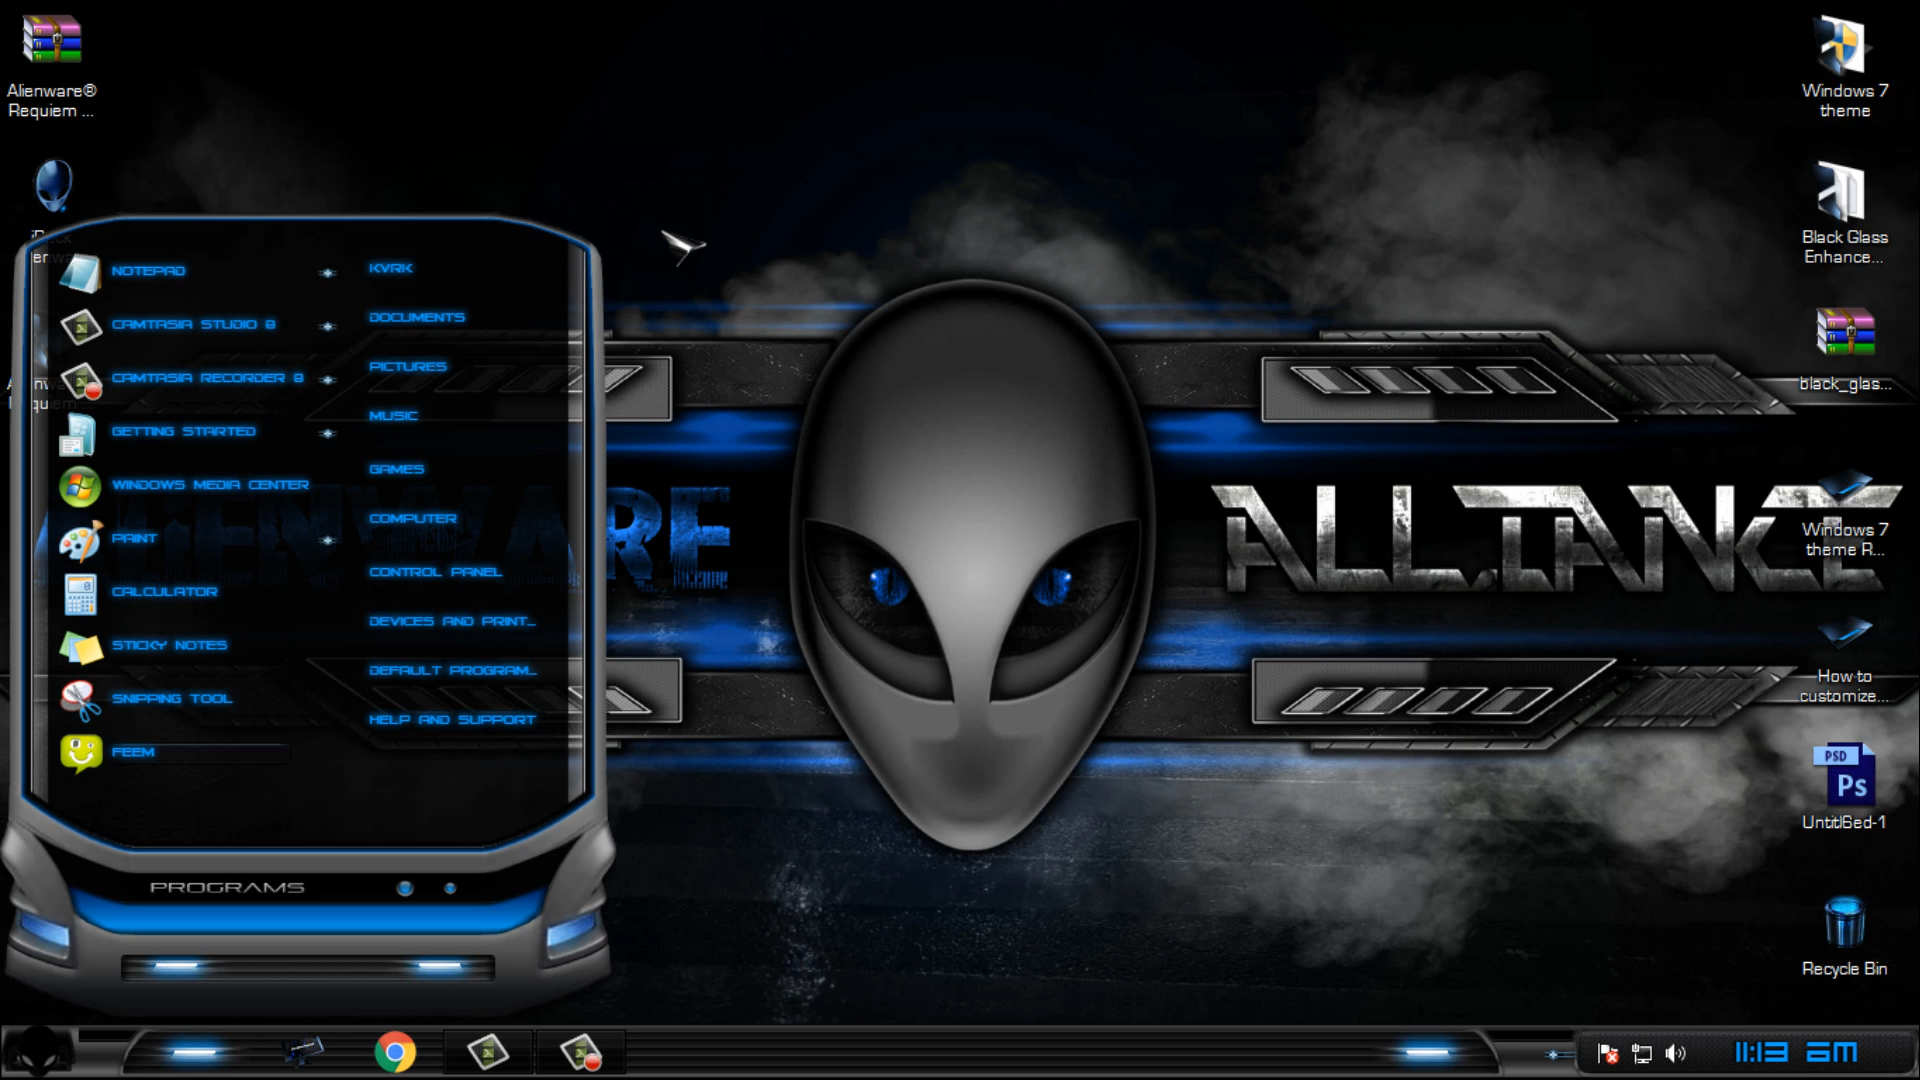 Alienware®
Requiem ...
NOTEPAD
CAMTASIA STUDIO 8
CAMTASIA RECORDER 8
GETTING STARTED
WINDOWS MEDIA CENTER
PAINT
CALCULATOR
STICKY NOTES
SNIPPING TOOL
FEEM
KVRK
DOCUMENTS
PICTURES
MUSIC
GAMES
COMPUTER
CONTROL PANEL
DEVICES AND PRINT...
DEFAULT PROGRAM...
HELP AND SUPPORT
PROGRAMS
ALIENWARE
ALLIANCE
Windows 7
theme
Black Glass
Enhance...
black_glas...
Windows 7
theme R...
How to
customize...
PSD
Ps
Untitl6ed-1
Recycle Bin
11:13 AM